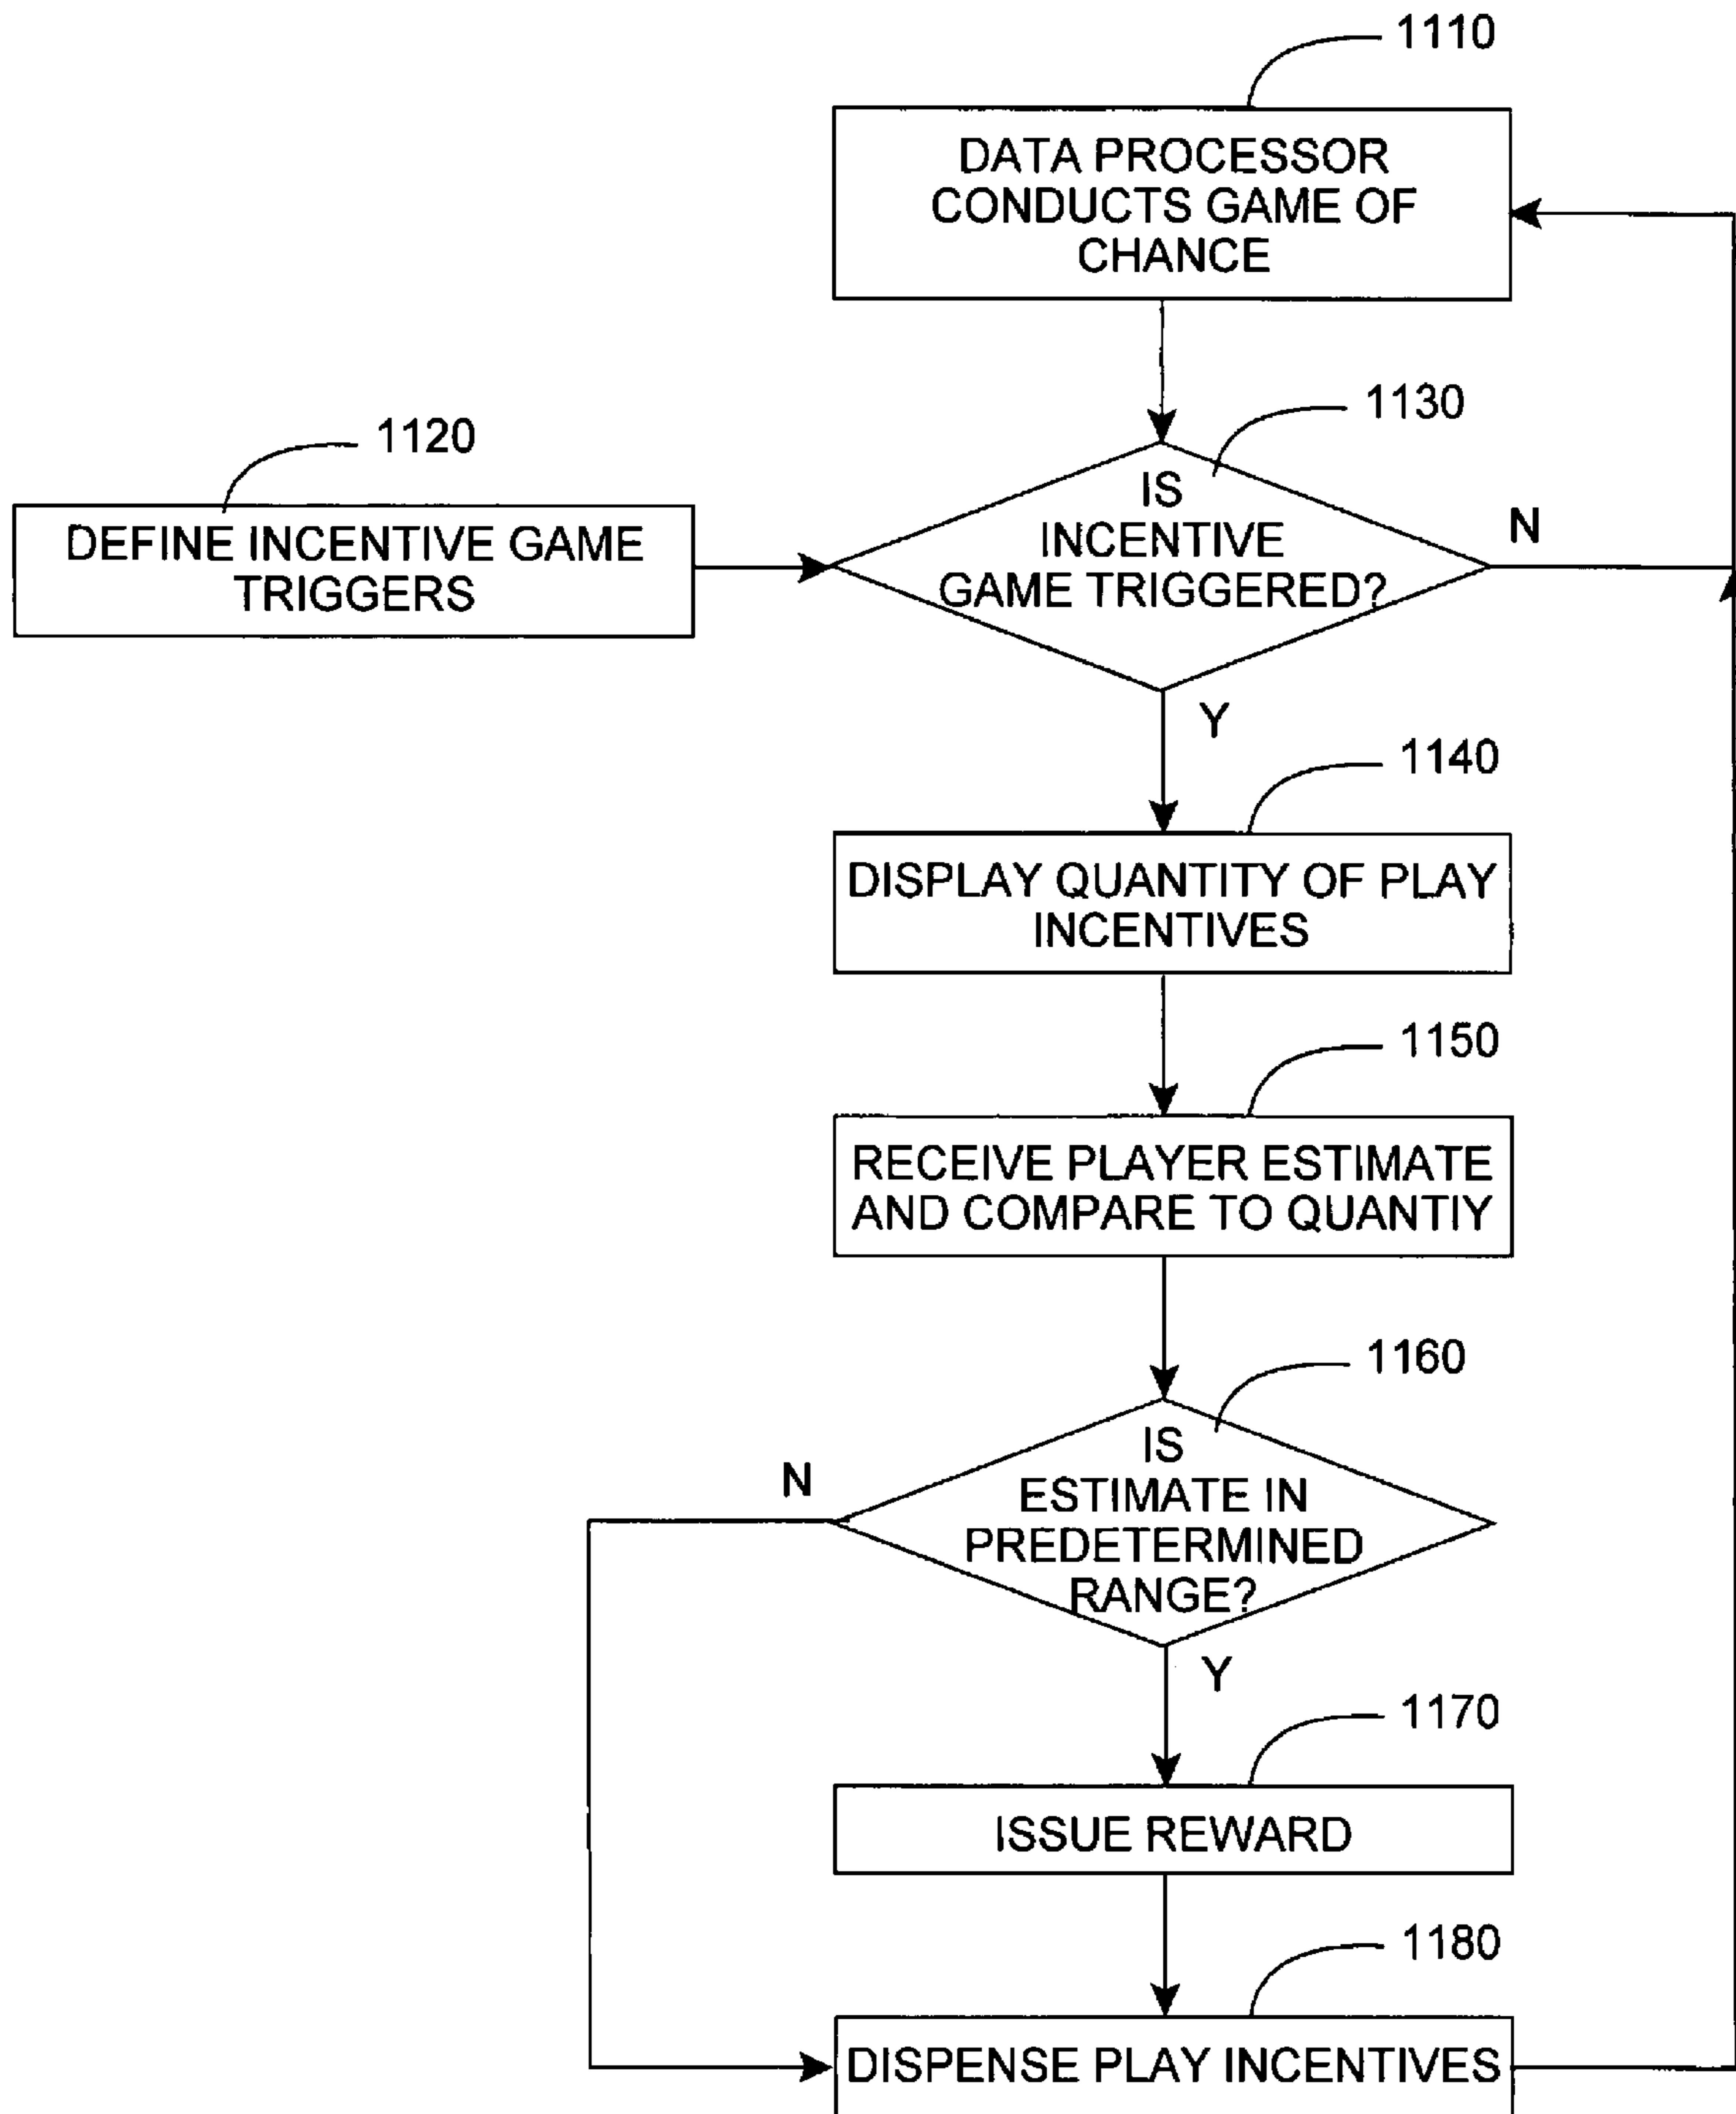 1110
DATA PROCESSOR
CONDUCTS GAME OF
CHANCE
1130
1120
IS
INCENTIVE
GAME TRIGGERED?
N
DEFINE INCENTIVE GAME
TRIGGERS
Y
1140
DISPLAY QUANTITY OF PLAY
INCENTIVES
1150
RECEIVE PLAYER ESTIMATE
AND COMPARE TO QUANTIY
1160
IS
ESTIMATE IN
PREDETERMINED
RANGE?
N
Y
1170
ISSUE REWARD
1180
DISPENSE PLAY INCENTIVES